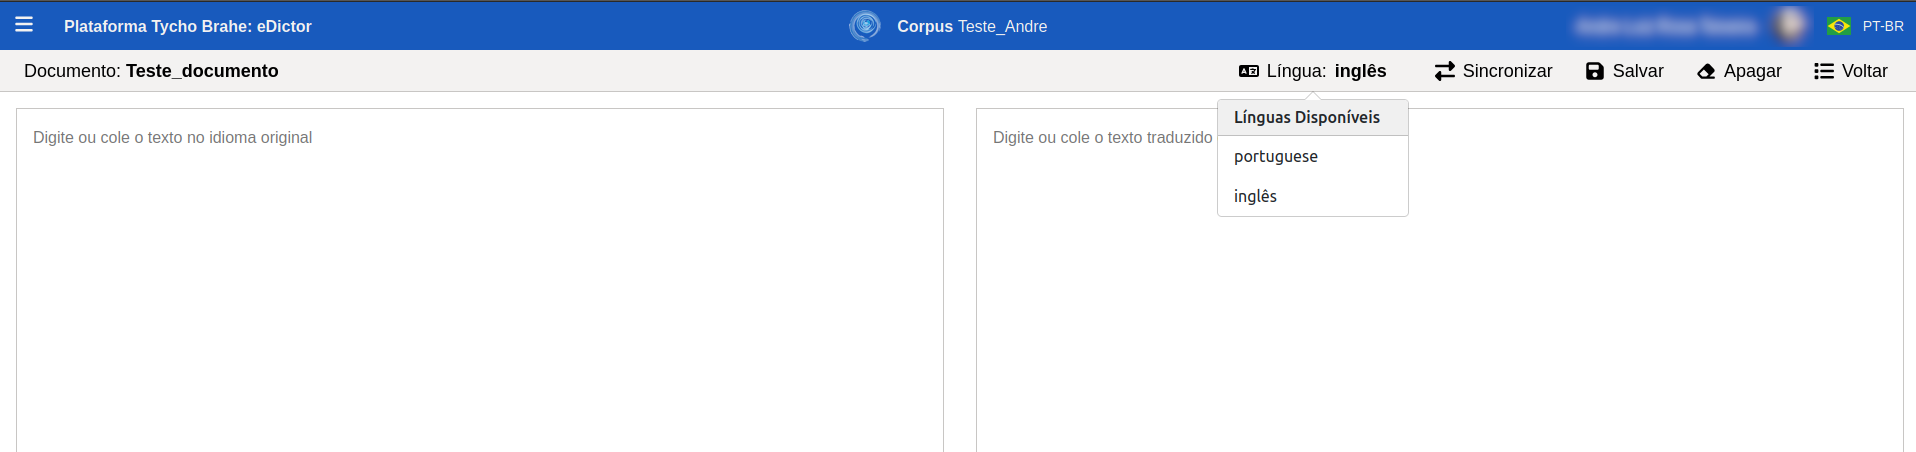 Plataforma Tycho Brahe: eDictor
Corpus Teste_Andre
PT-BR
Documento: Teste_documento
Língua: inglês
Sincronizar
Salvar
Apagar
Voltar
Digite ou cole o texto no idioma original
Digite ou cole o texto traduzido
Línguas Disponíveis
portuguese
inglês